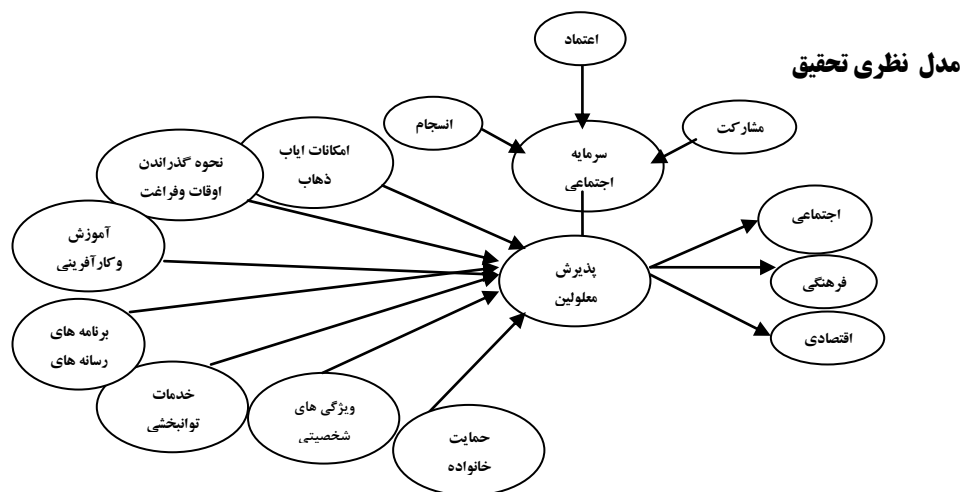 مدل نظری تحقیق
اعتماد
مشارکت
انسجام
سرمایه
اجتماعی
امکانات ایاب
ذهاب
نحوه گذراندن
اوقات وفراغت
آموزش
وکارآفرینی
پذیرش
معلولین
اجتماعی
فرهنگی
اقتصادی
برنامه های
رسانه های
خدمات
توانبخشی
ویژگی های
شخصیتی
حمایت
خانواده